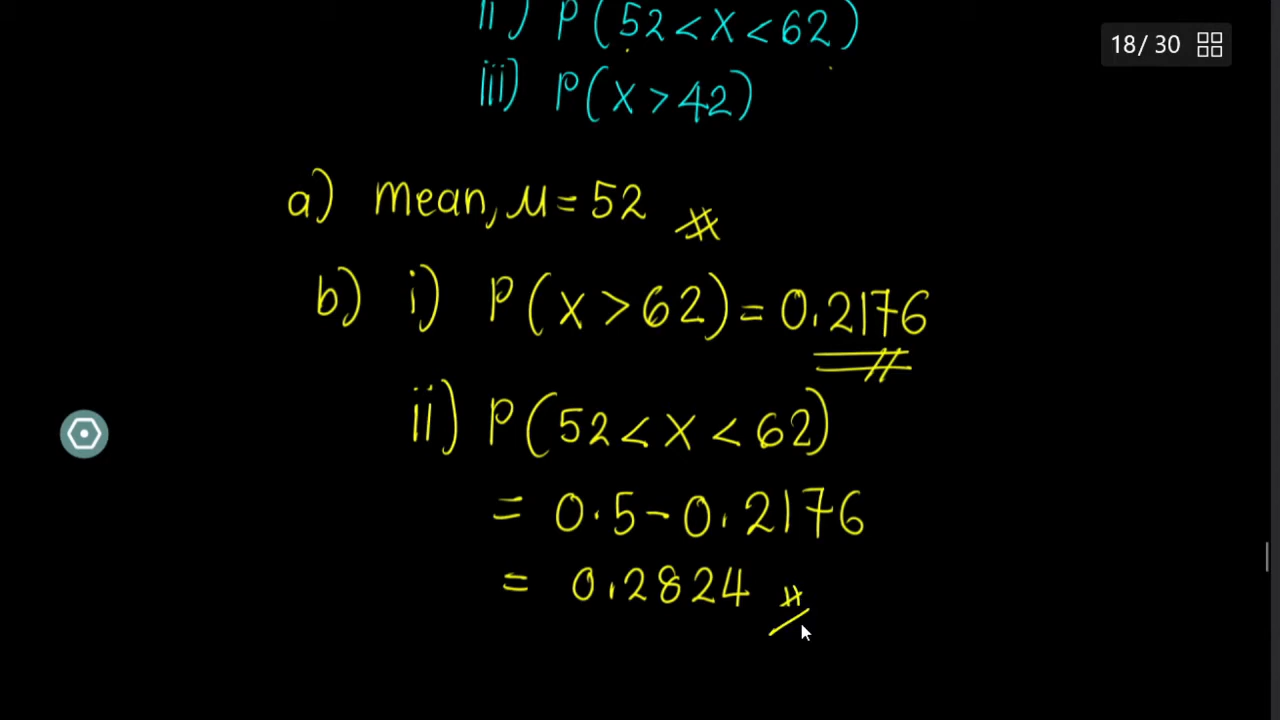 ii) P(52<X<62)
18/ 30
iii) P(X>42)
a) mean, μ = 52
b) i) P(X>62) = 0.2176
ii) P(52<X<62)
= 0.5-0.2176
= 0.2824